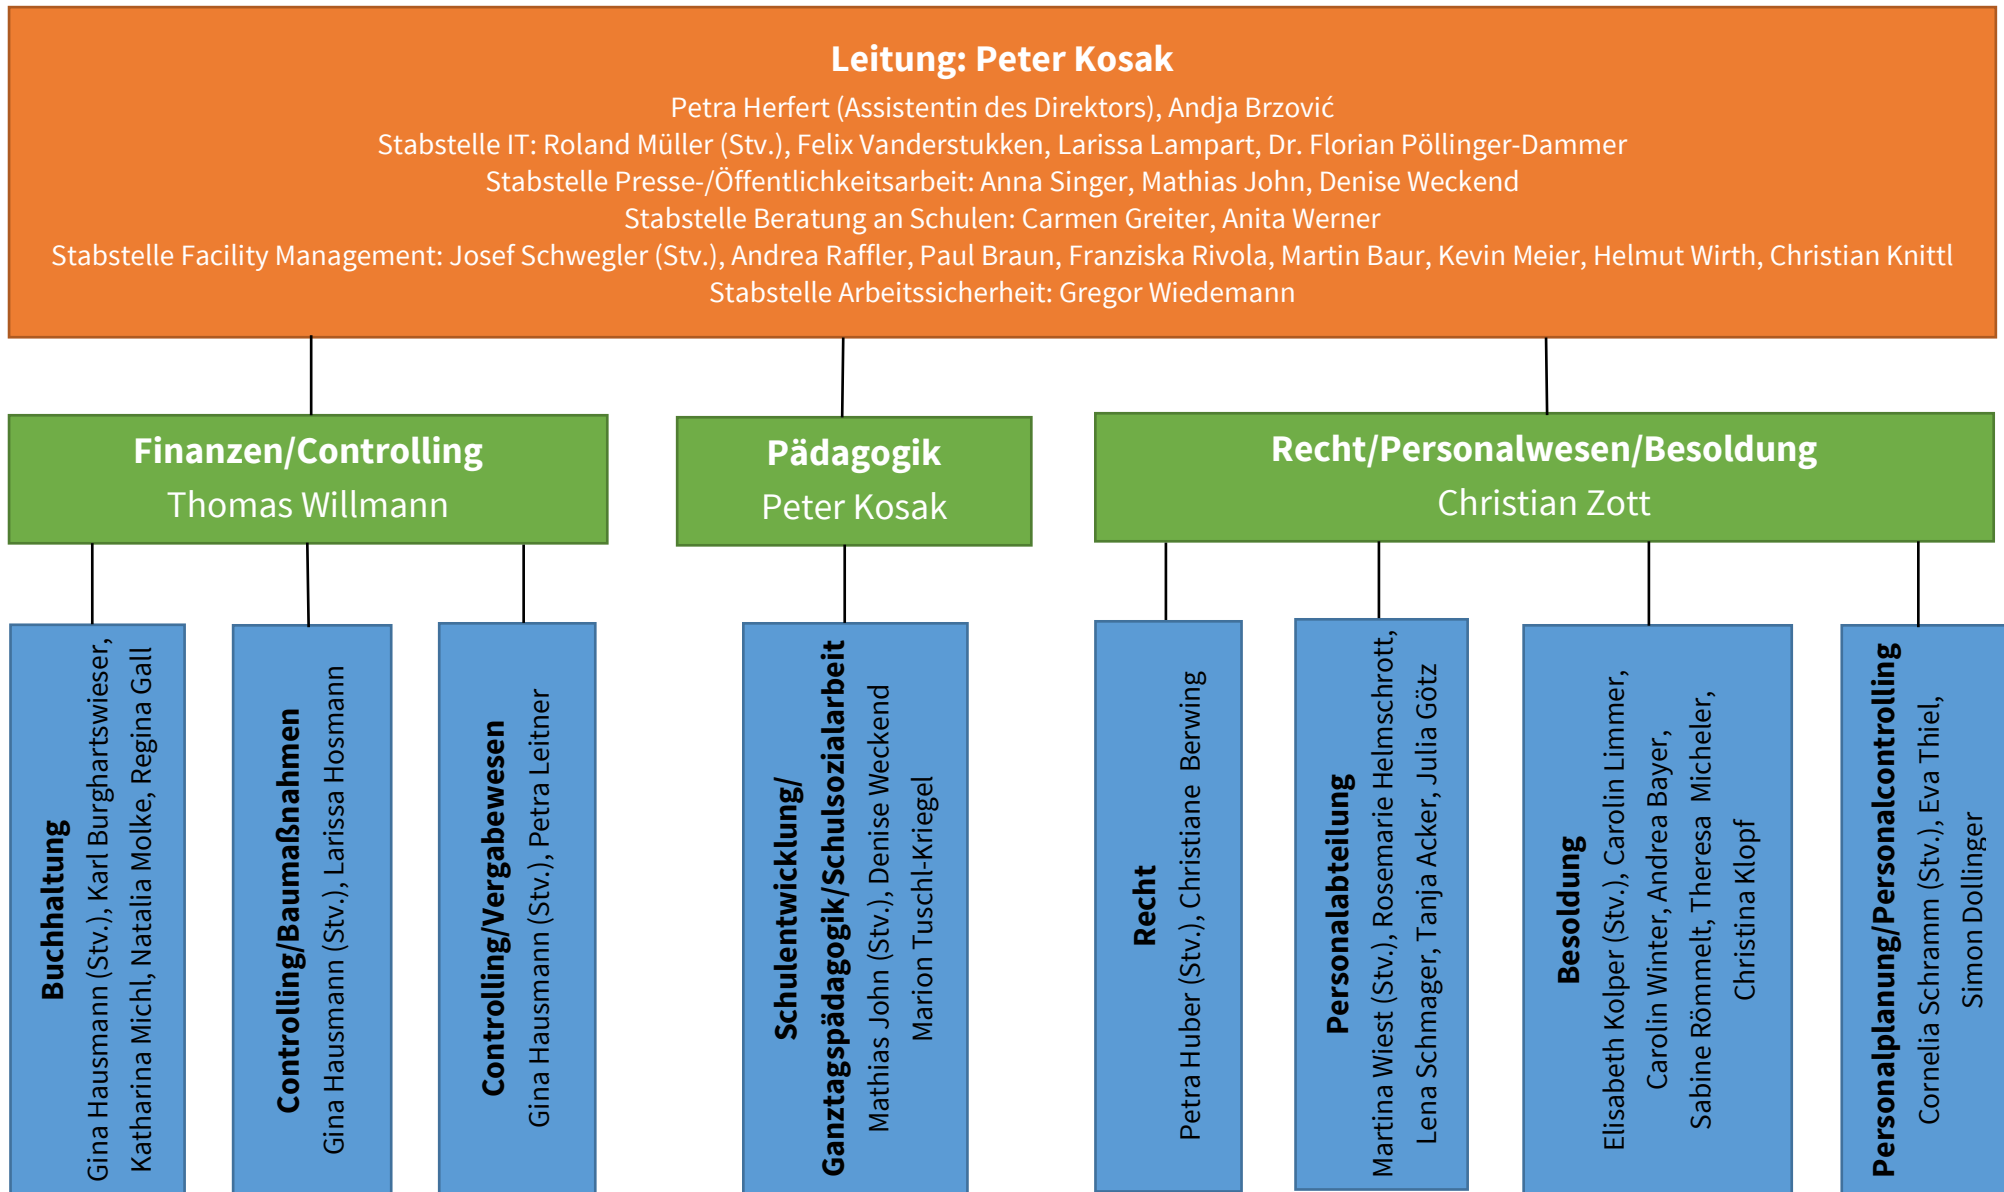 Leitung: Peter Kosak
Petra Herfert (Assistentin des Direktors), Andja Brzović
Stabstelle IT: Roland Müller (Stv.), Felix Vanderstukken, Larissa Lampart, Dr. Florian Pöllinger-Dammer
Stabstelle Presse-/Öffentlichkeitsarbeit: Anna Singer, Mathias John, Denise Weckend
Stabstelle Beratung an Schulen: Carmen Greiter, Anita Werner
Stabstelle Facility Management: Josef Schwegler (Stv.), Andrea Raffler, Paul Braun, Franziska Rivola, Martin Baur, Kevin Meier, Helmut Wirth, Christian Knittl
Stabstelle Arbeitssicherheit: Gregor Wiedemann
Finanzen/Controlling
Thomas Willmann
Pädagogik
Peter Kosak
Recht/Personalwesen/Besoldung
Christian Zott
Buchhaltung
Gina Hausmann (Stv.), Karl Burghartswieser,
Katharina Michl, Natalia Molke, Regina Gall
Controlling/Baumaßnahmen
Gina Hausmann (Stv.), Larissa Hosmann
Controlling/Vergabewesen
Gina Hausmann (Stv.), Petra Leitner
Schulentwicklung/
Ganztagspädagogik/Schulsozialarbeit
Mathias John (Stv.), Denise Weckend
Marion Tuschl-Kriegel
Recht
Petra Huber (Stv.), Christiane Berwing
Personalabteilung
Martina Wiest (Stv.), Rosemarie Helmschrott,
Lena Schmager, Tanja Acker, Julia Götz
Besoldung
Elisabeth Kolper (Stv.), Carolin Limmer,
Carolin Winter, Andrea Bayer,
Sabine Römmelt, Theresa Micheler,
Christina Klopf
Personalplanung/Personalcontrolling
Cornelia Schramm (Stv.), Eva Thiel,
Simon Dollinger